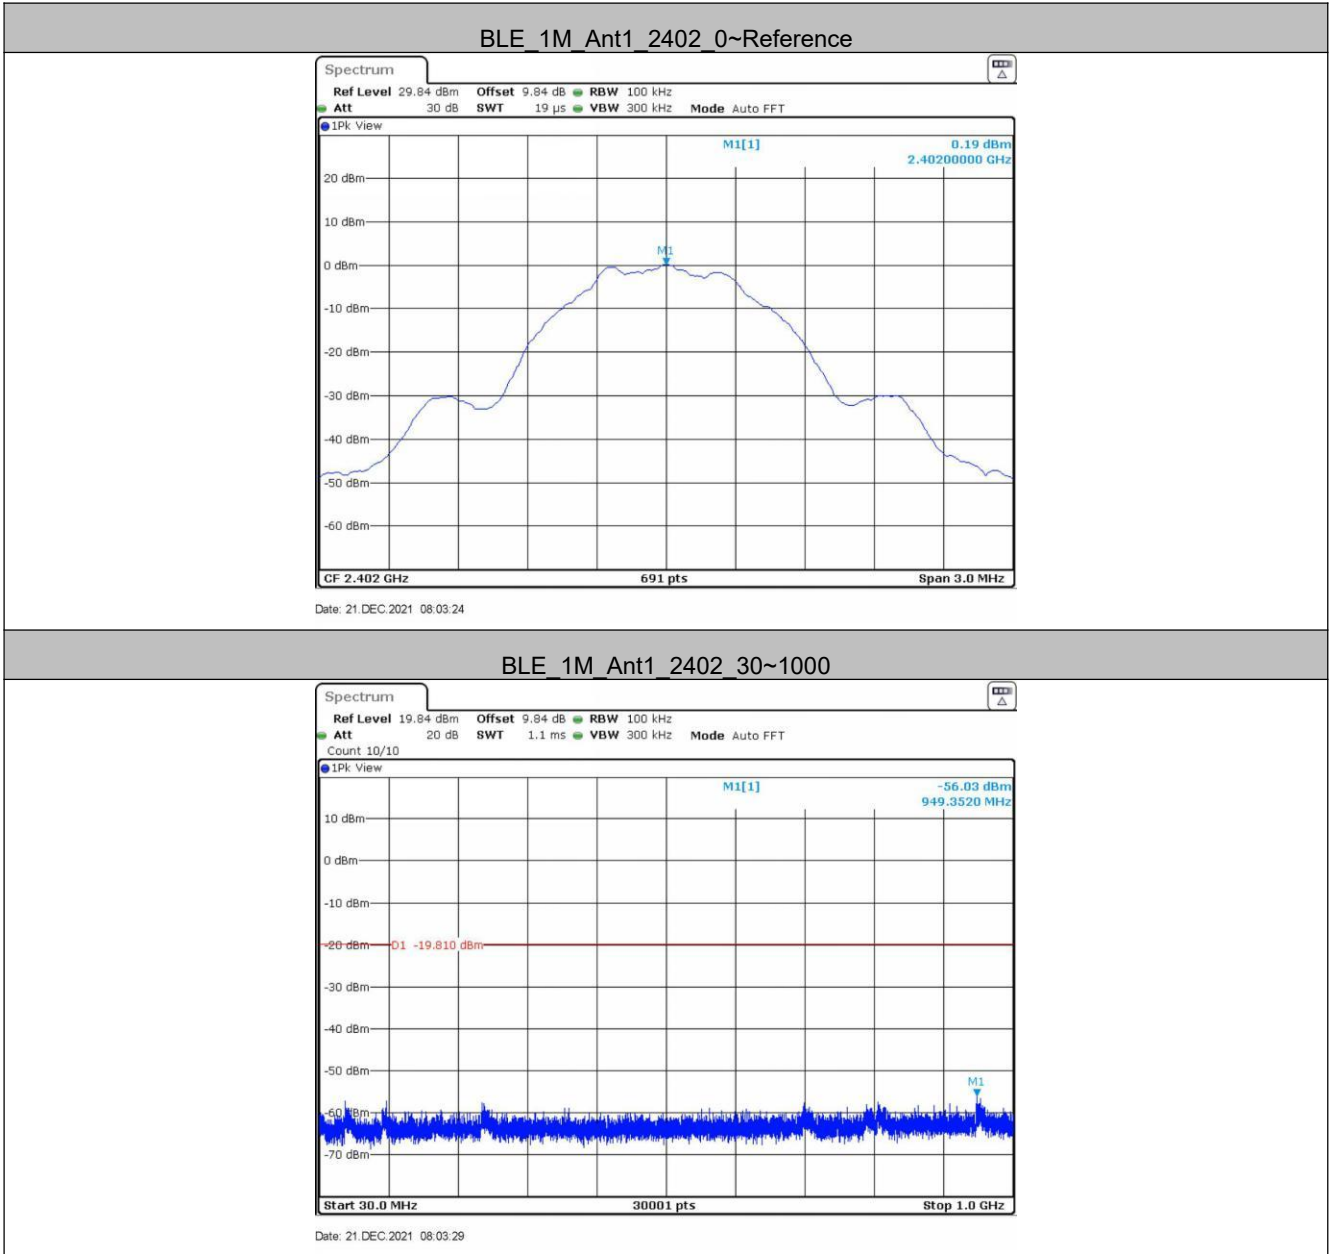 BLE_1M_Ant1_2402_0~Reference
Spectrum
Ref Level 29.84 dBm Offset 9.84 dB RBW 100 kHz
Att 30 dB SWT 19 µs VBW 300 kHz Mode Auto FFT
1Pk View
M1[1] 0.19 dBm
2.40200000 GHz
20 dBm
10 dBm
M1
0 dBm
-10 dBm
-20 dBm
-30 dBm
-40 dBm
-50 dBm
-60 dBm
CF 2.402 GHz 691 pts Span 3.0 MHz
Date: 21.DEC.2021 08:03:24
BLE_1M_Ant1_2402_30~1000
Spectrum
Ref Level 19.84 dBm Offset 9.84 dB RBW 100 kHz
Att 20 dB SWT 1.1 ms VBW 300 kHz Mode Auto FFT
Count 10/10
1Pk View
M1[1] -56.03 dBm
949.3520 MHz
10 dBm
0 dBm
-10 dBm
-20 dBm D1 -19.810 dBm
-30 dBm
-40 dBm
-50 dBm
M1
-60 dBm
-70 dBm
Start 30.0 MHz 30001 pts Stop 1.0 GHz
Date: 21.DEC.2021 08:03:29